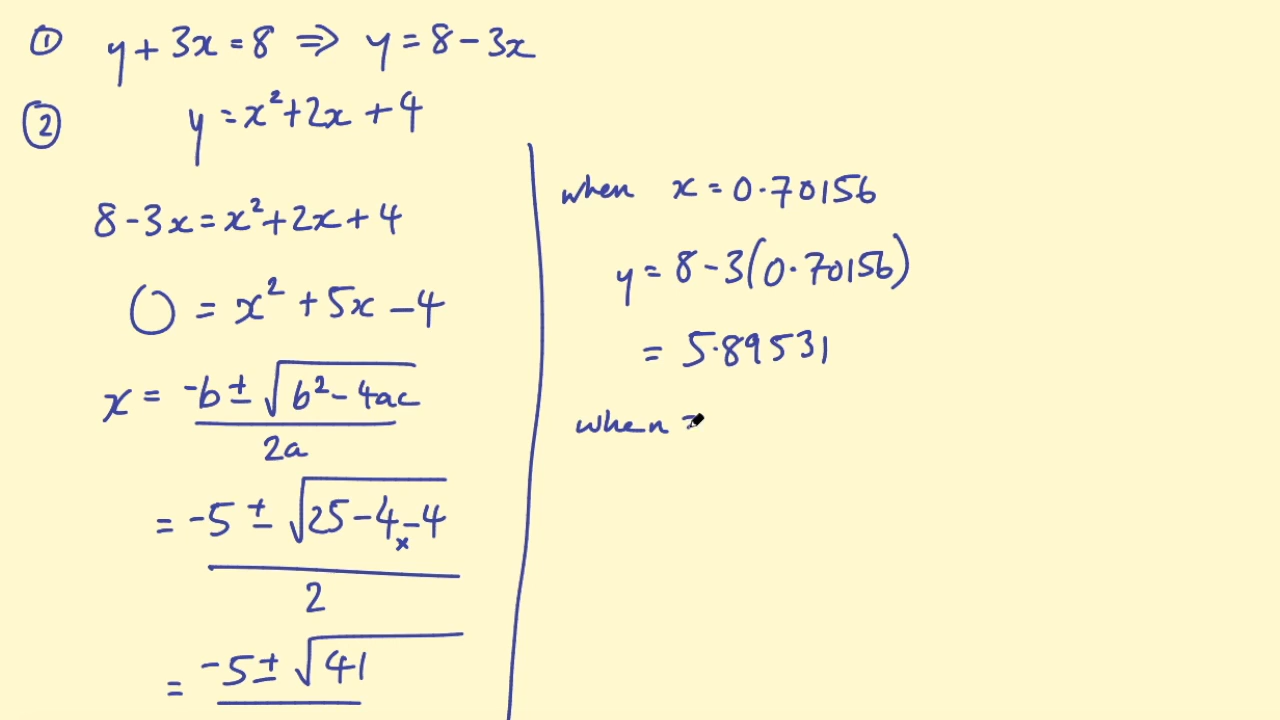 ① y + 3x = 8 ⇒ y = 8 - 3x
② y = x² + 2x + 4
8 - 3x = x² + 2x + 4
0 = x² + 5x - 4
x = (-b ± √(b² - 4ac)) / 2a
= (-5 ± √(25 - 4 × -4)) / 2
= -5 ± √41
when x = 0.70156
y = 8 - 3(0.70156)
= 5.89531
when